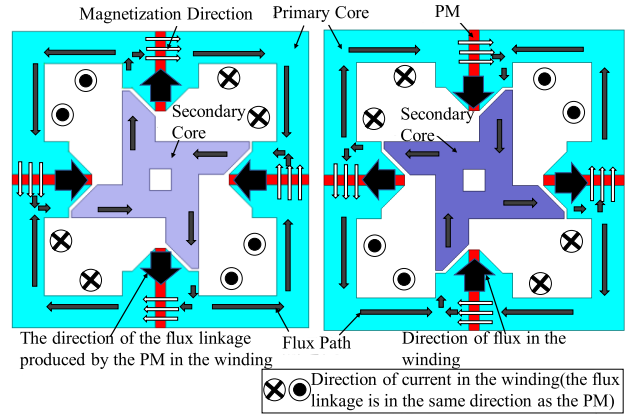 Magnetization Direction
Primary Core
PM
Secondary
Core
Secondary
Core
The direction of the flux linkage
produced by the PM in the winding
Flux Path
Direction of flux in the
winding
Direction of current in the winding(the flux
linkage is in the same direction as the PM)